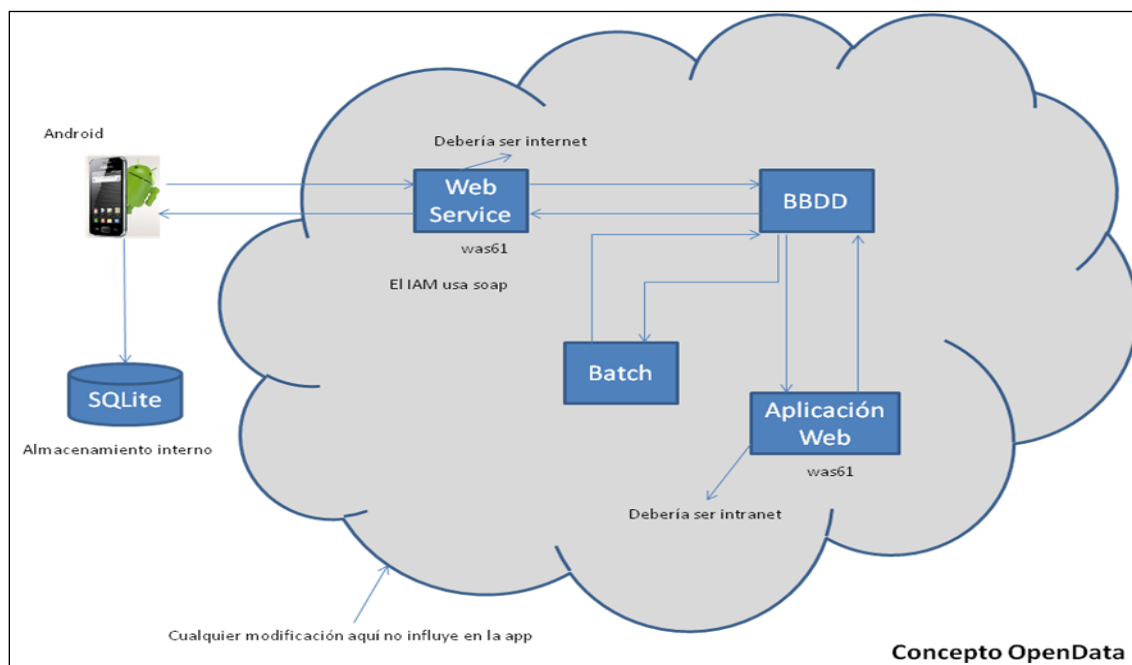 Android
Debería ser internet
Web
Service
BBDD
was61
El IAM usa soap
Batch
SQLite
Aplicación
Web
Almacenamiento interno
was61
Debería ser intranet
Cualquier modificación aquí no influye en la app
Concepto OpenData